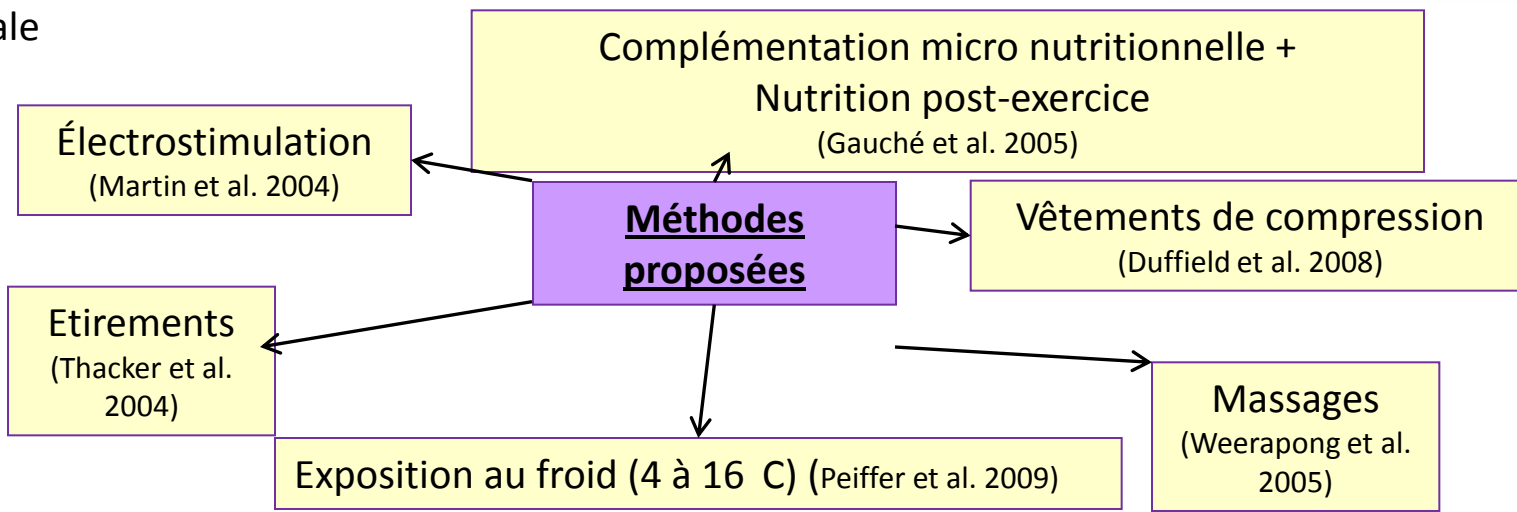 ale
Complémentation micro nutritionnelle +
Nutrition post-exercice
(Gauché et al. 2005)
Électrostimulation
(Martin et al. 2004)
Méthodes
proposées
Vêtements de compression
(Duffield et al. 2008)
Etirements
(Thacker et al.
2004)
Massages
(Weerapong et al.
2005)
Exposition au froid (4 à 16 C) (Peiffer et al. 2009)